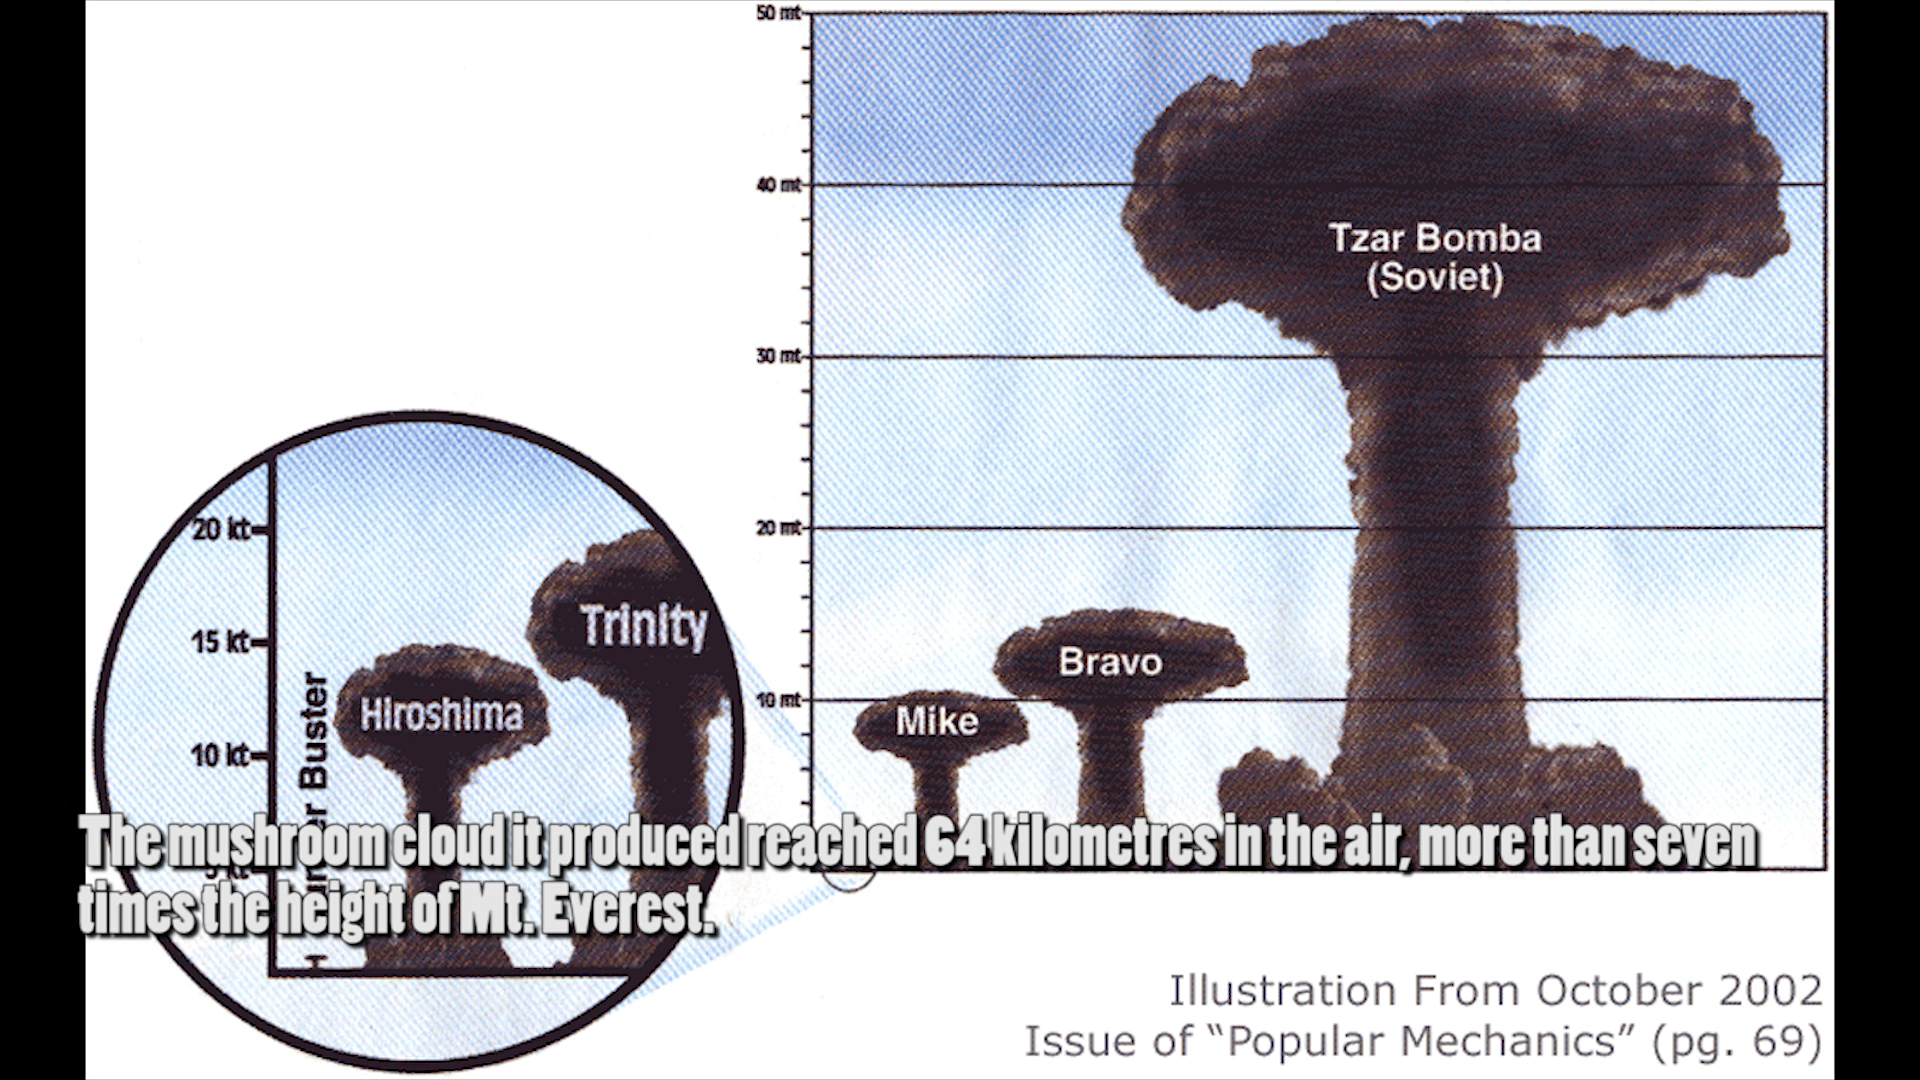 50 mt
40 mt
Tzar Bomba
(Soviet)
30 mt
20 mt
10 mt
Bravo
Mike
20 kt
15 kt
10 kt
Trinity
Hiroshima
Buster
The mushroom cloud it produced reached 64 kilometres in the air, more than seven
times the height of Mt. Everest.
Illustration From October 2002
Issue of “Popular Mechanics” (pg. 69)